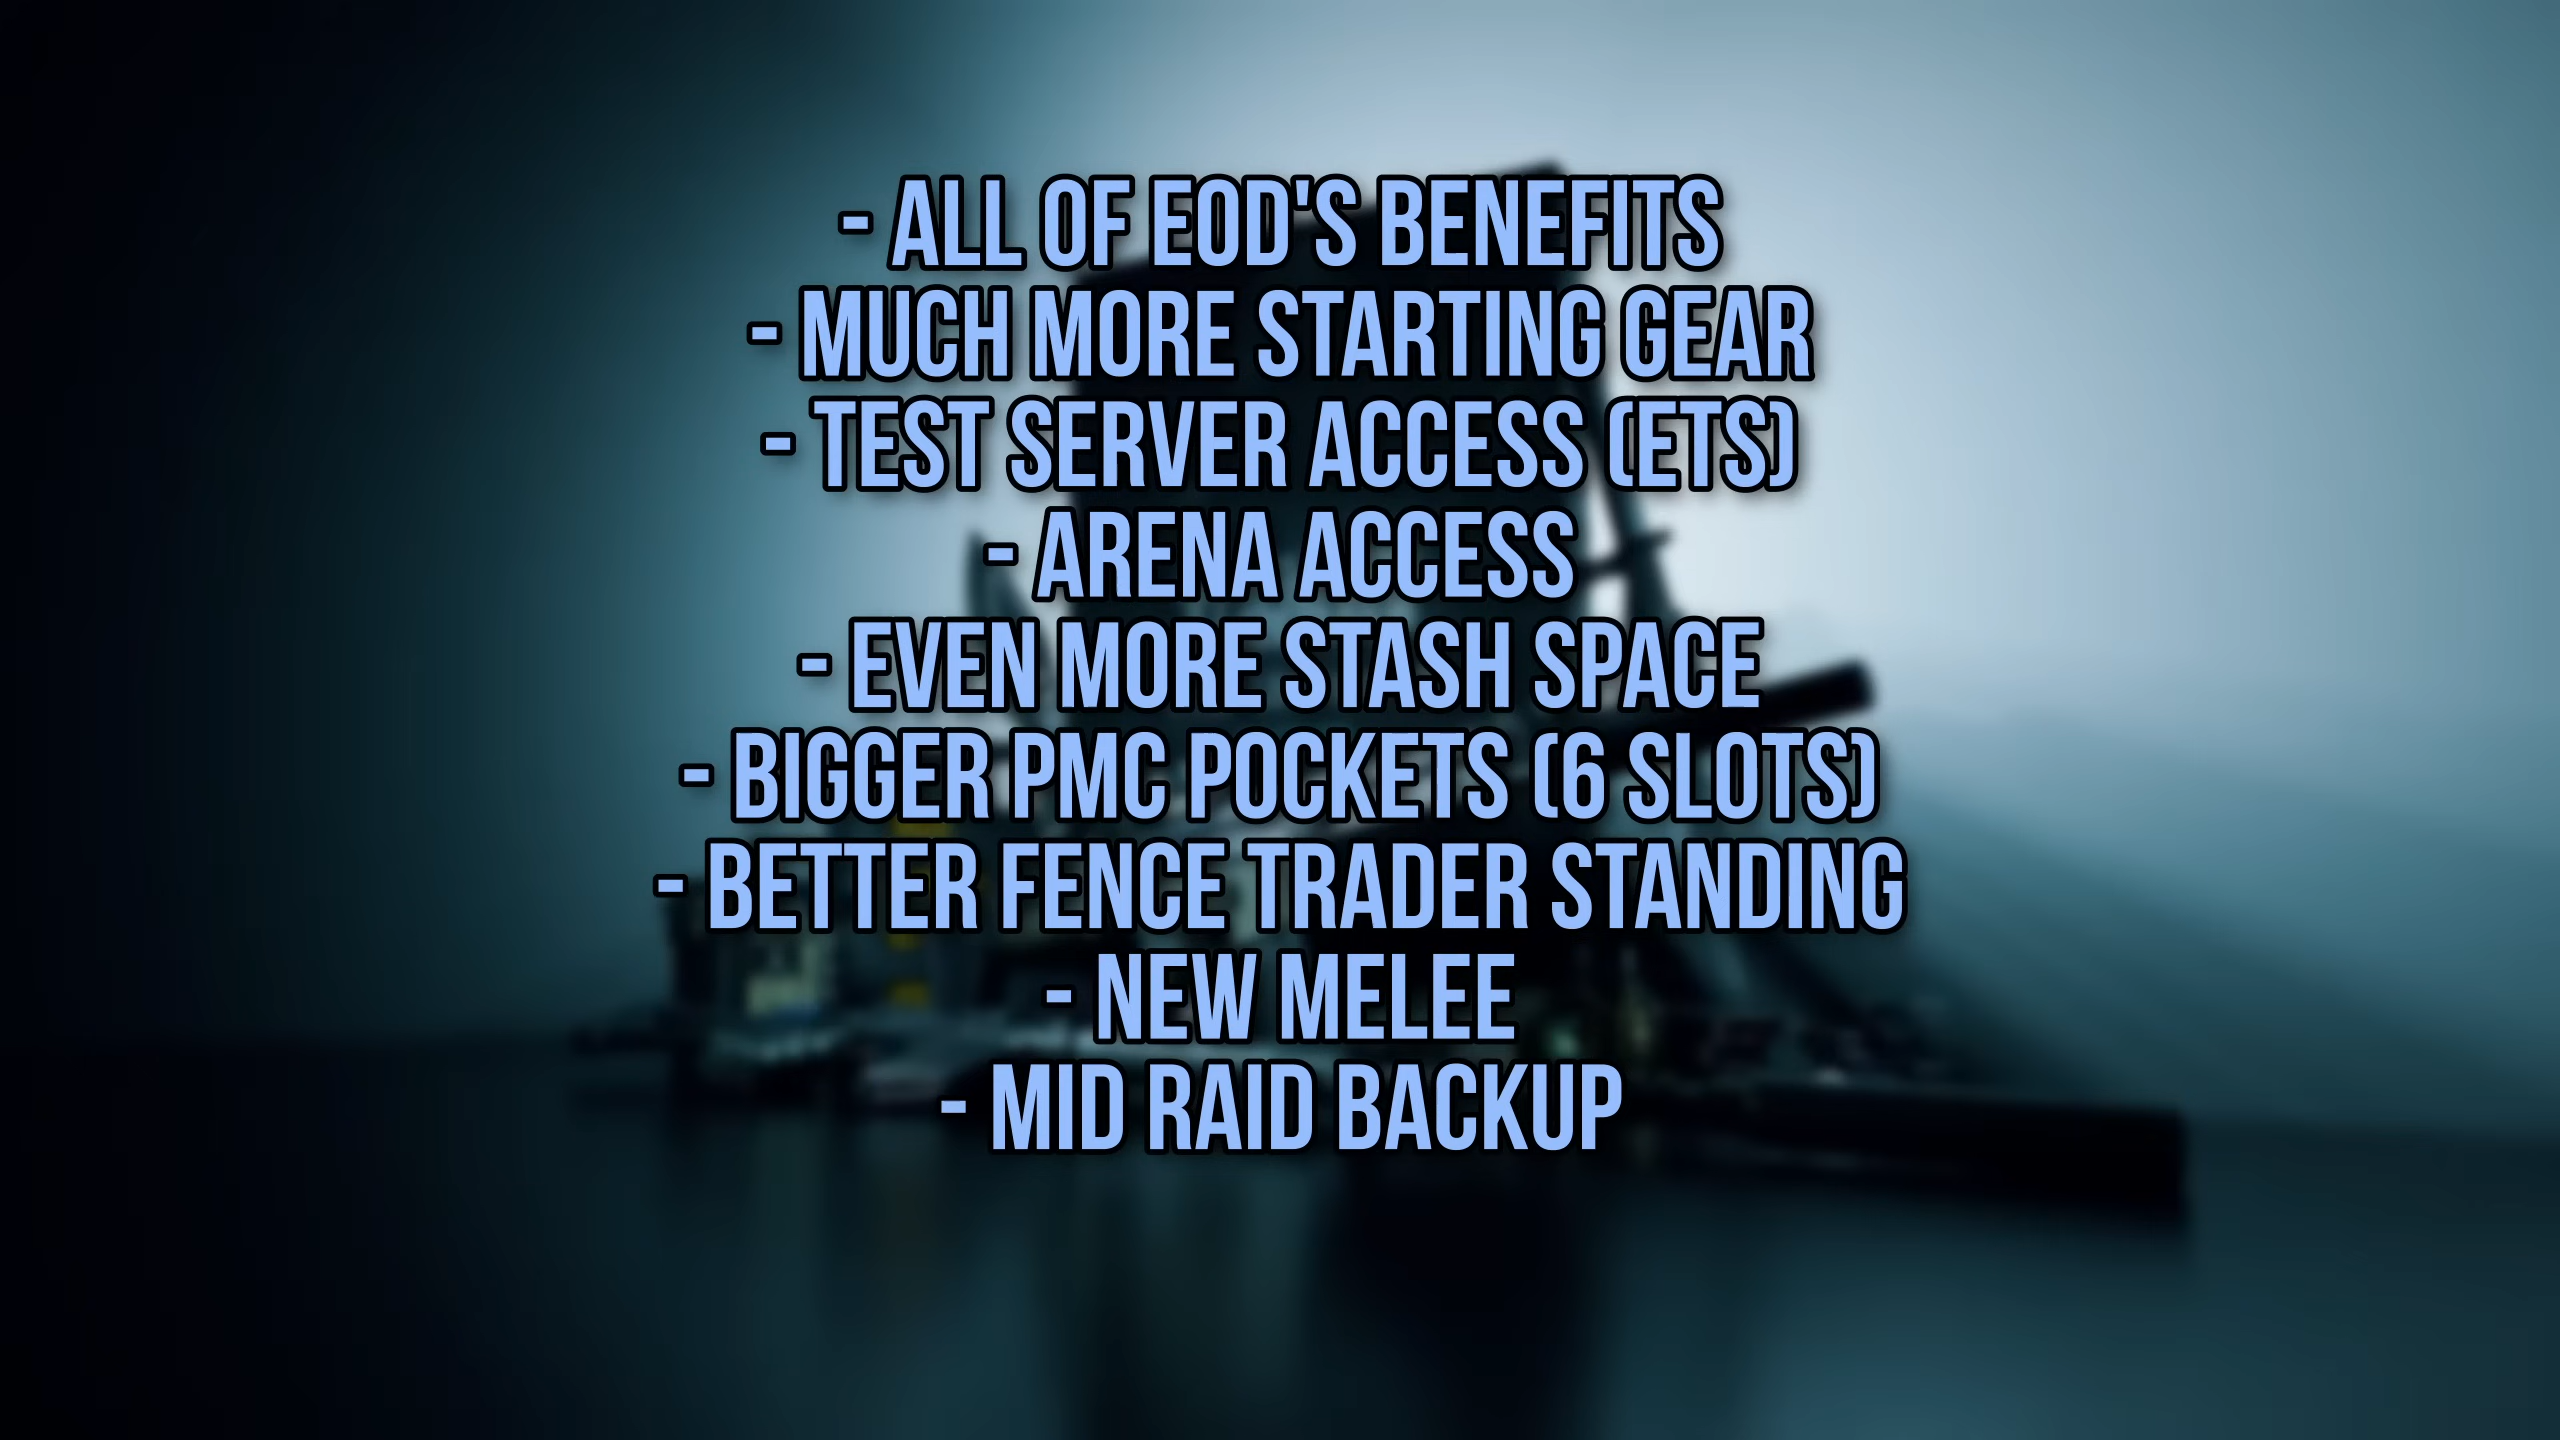 - ALL OF EOD'S BENEFITS
- MUCH MORE STARTING GEAR
- TEST SERVER ACCESS (ETS)
- ARENA ACCESS
- EVEN MORE STASH SPACE
- BIGGER PMC POCKETS (6 SLOTS)
- BETTER FENCE TRADER STANDING
- NEW MELEE
- MID RAID BACKUP